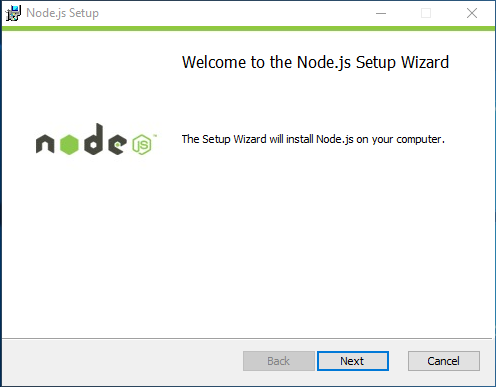 Node.js Setup
Welcome to the Node.js Setup Wizard
node JS™
The Setup Wizard will install Node.js on your computer.
Back
Next
Cancel